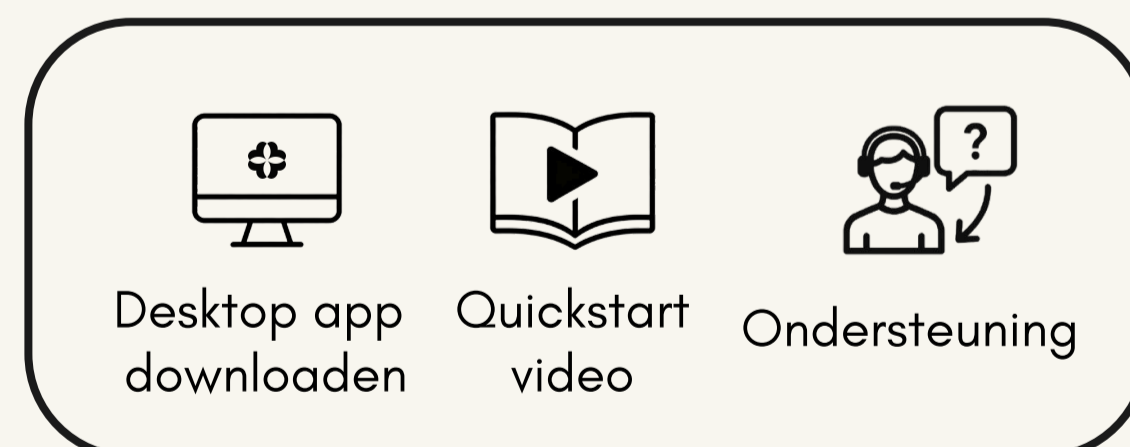 ?
Desktop app
downloaden
Quickstart
video
Ondersteuning